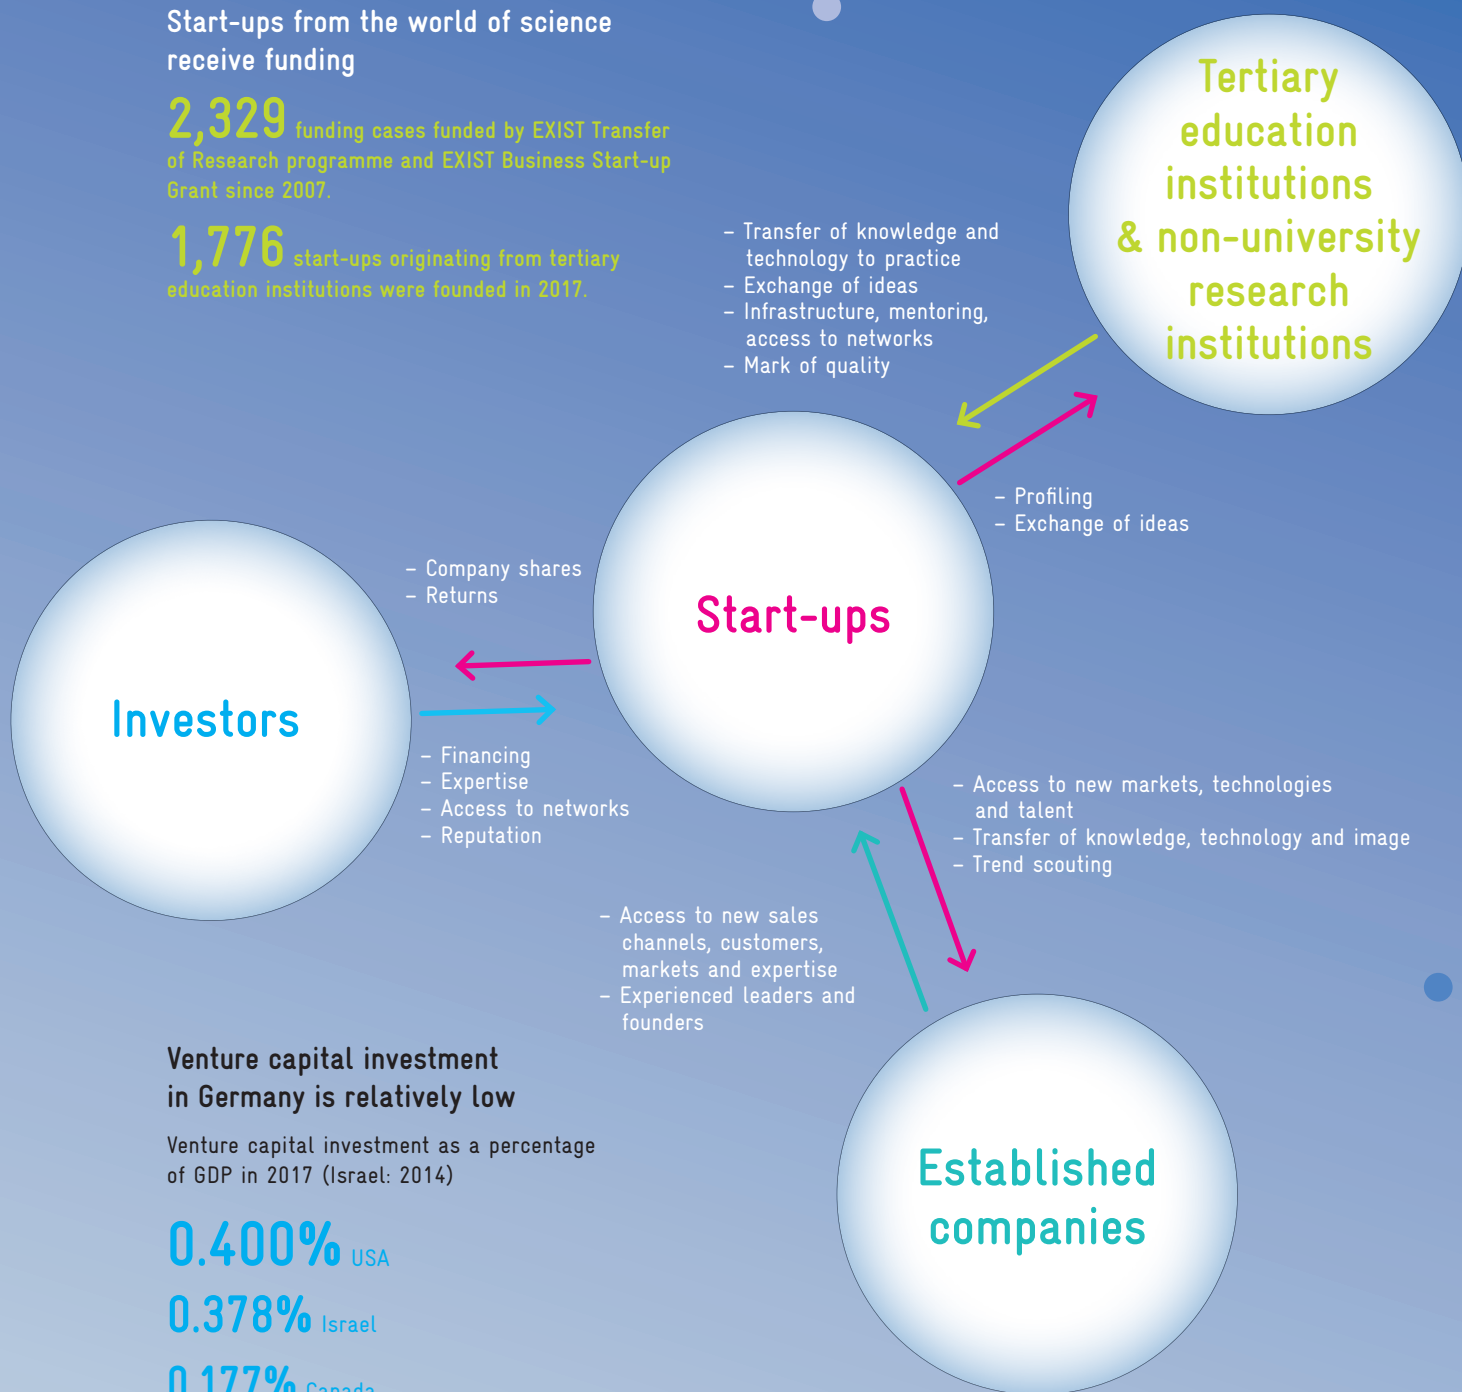 Start-ups from the world of science
receive funding
2,329 funding cases funded by EXIST Transfer
of Research programme and EXIST Business Start-up
Grant since 2007.
1,776 start-ups originating from tertiary
education institutions were founded in 2017.
Tertiary
education
institutions
& non-university
research
institutions
– Transfer of knowledge and
technology to practice
– Exchange of ideas
– Infrastructure, mentoring,
access to networks
– Mark of quality
– Profiling
– Exchange of ideas
Start-ups
– Company shares
– Returns
Investors
– Financing
– Expertise
– Access to networks
– Reputation
– Access to new markets, technologies
and talent
– Transfer of knowledge, technology and image
– Trend scouting
– Access to new sales
channels, customers,
markets and expertise
– Experienced leaders and
founders
Established
companies
Venture capital investment
in Germany is relatively low
Venture capital investment as a percentage
of GDP in 2017 (Israel: 2014)
0.400% USA
0.378% Israel
0.177% Canada